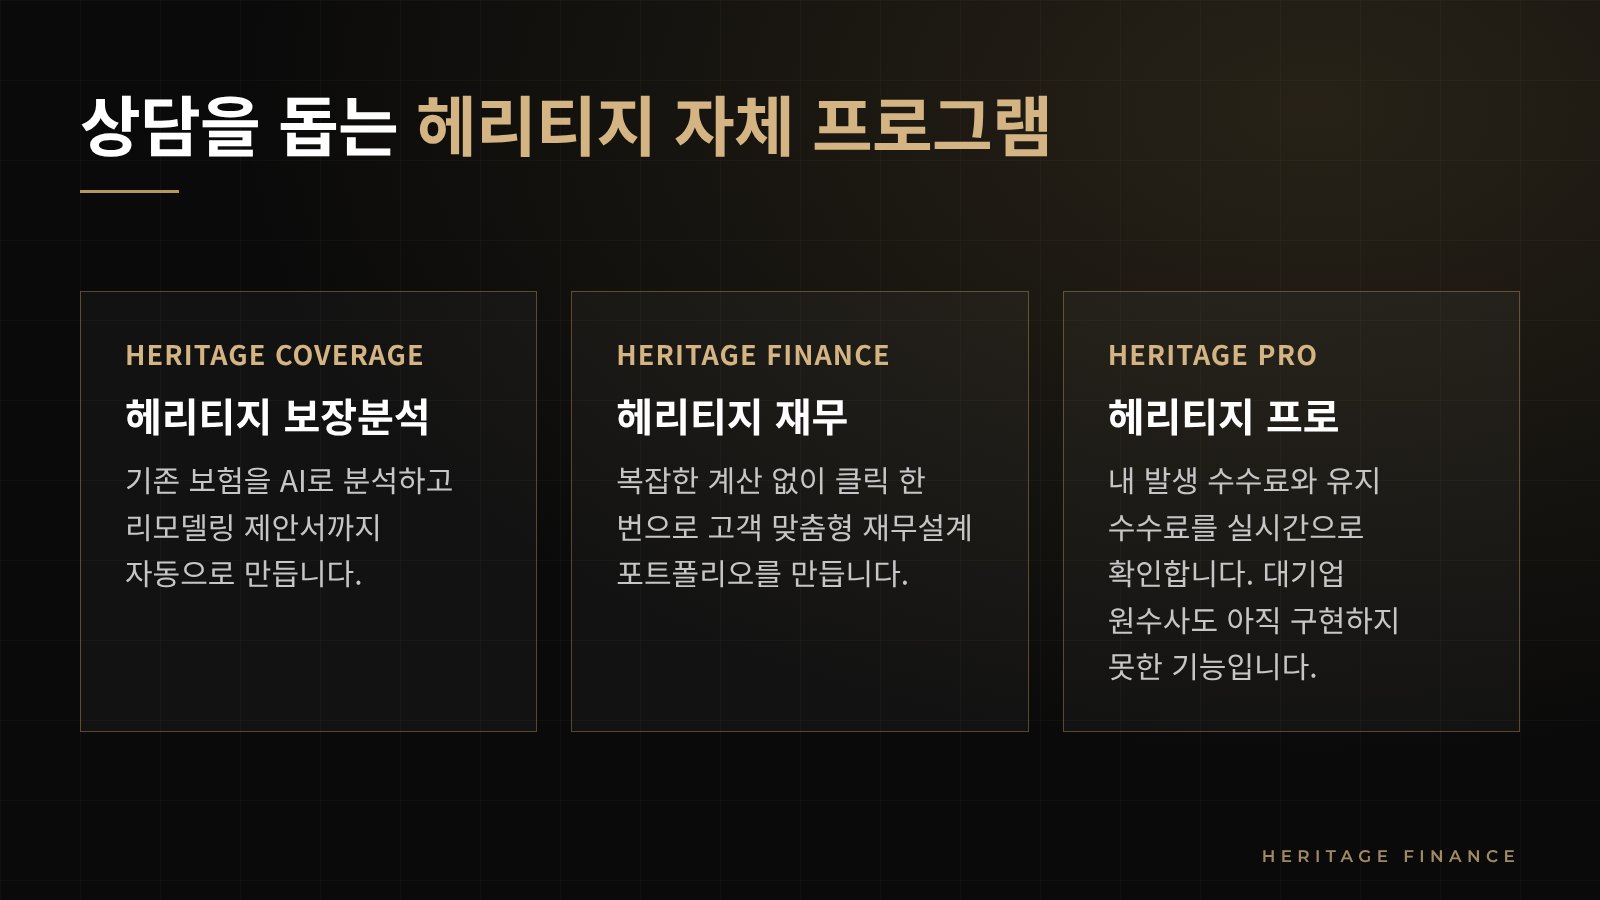 상담을 돕는 헤리티지 자체 프로그램
HERITAGE COVERAGE
헤리티지 보장분석
기존 보험을 AI로 분석하고
리모델링 제안서까지
자동으로 만듭니다.
HERITAGE FINANCE
헤리티지 재무
복잡한 계산 없이 클릭 한
번으로 고객 맞춤형 재무설계
포트폴리오를 만듭니다.
HERITAGE PRO
헤리티지 프로
내 발생 수수료와 유지
수수료를 실시간으로
확인합니다. 대기업
원수사도 아직 구현하지
못한 기능입니다.
HERITAGE FINANCE